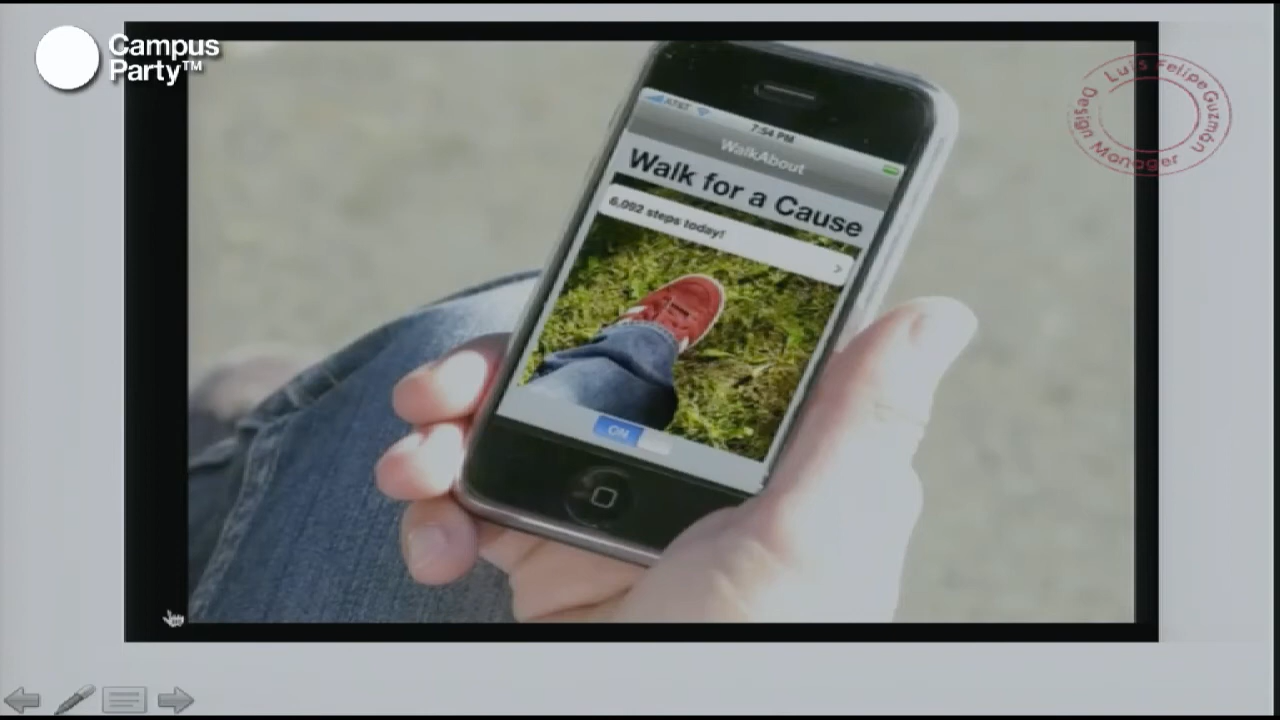 Campus
Party™
Luis Felipe Guzmán
Design Manager
AT&T
7:54 PM
WalkAbout
Walk for a Cause
6,092 steps today!
ON